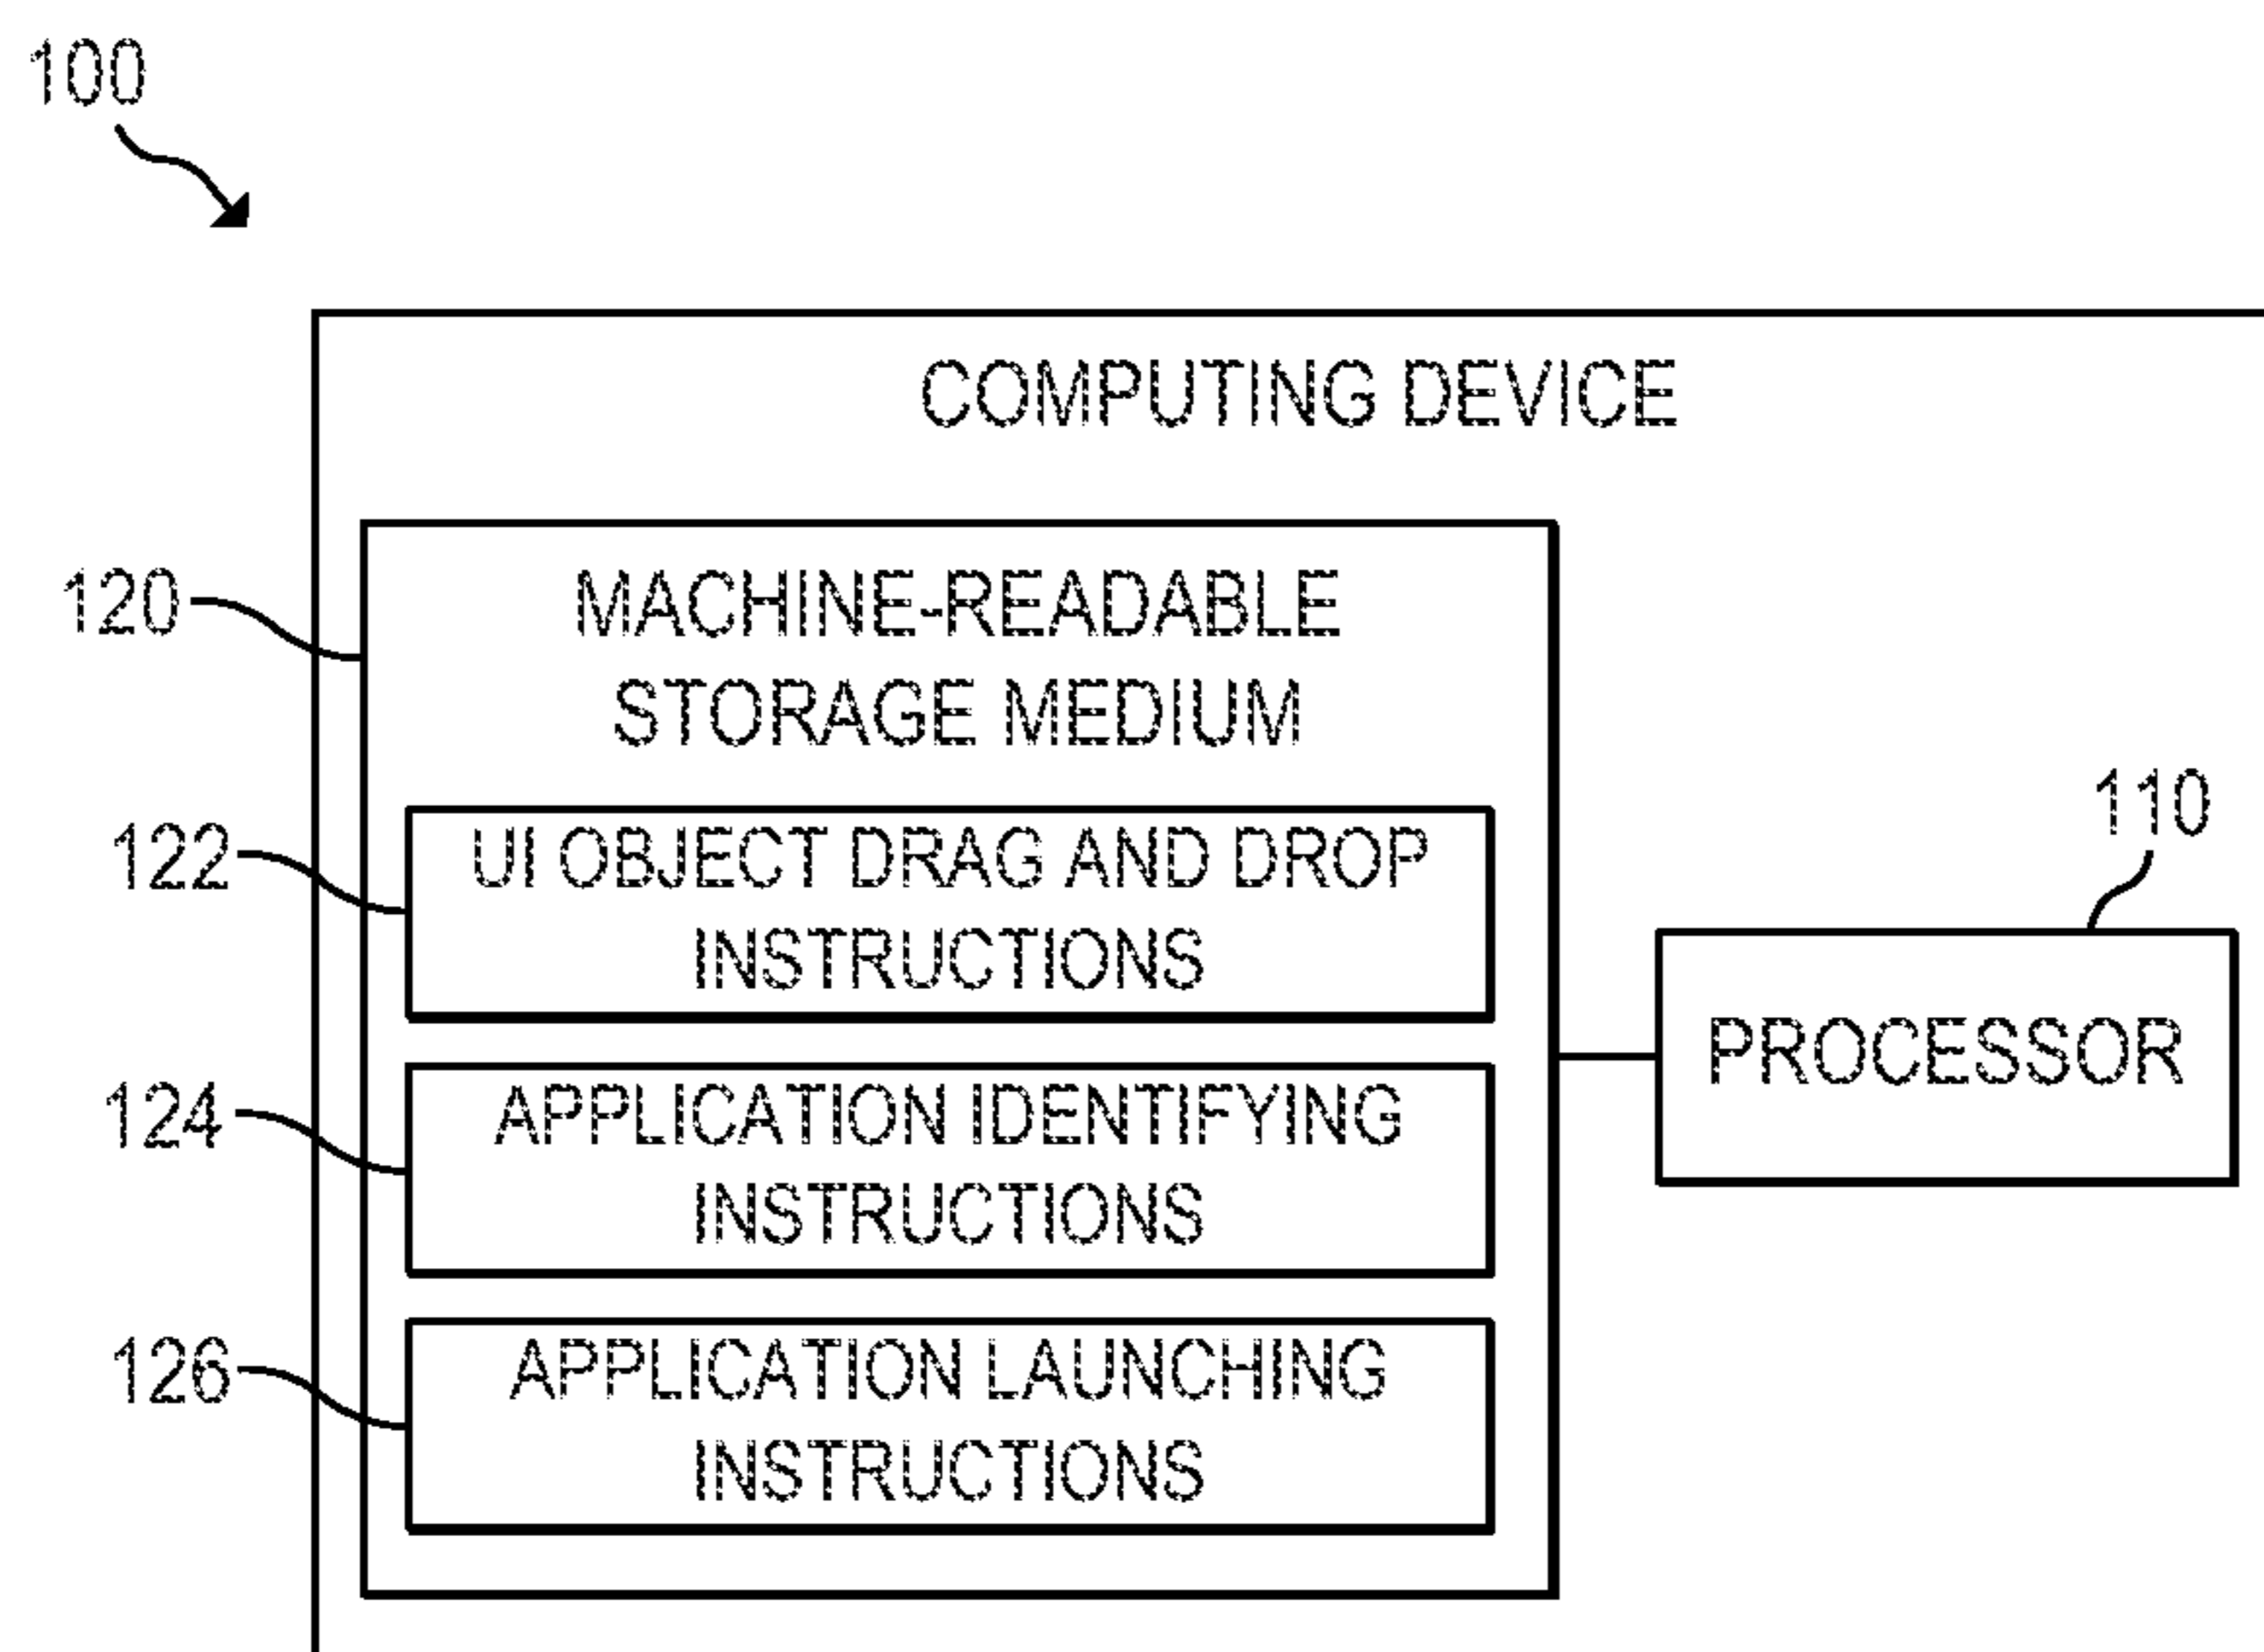 100
COMPUTING DEVICE
120
MACHINE-READABLE
STORAGE MEDIUM
110
122
UI OBJECT DRAG AND DROP
INSTRUCTIONS
PROCESSOR
124
APPLICATION IDENTIFYING
INSTRUCTIONS
126
APPLICATION LAUNCHING
INSTRUCTIONS